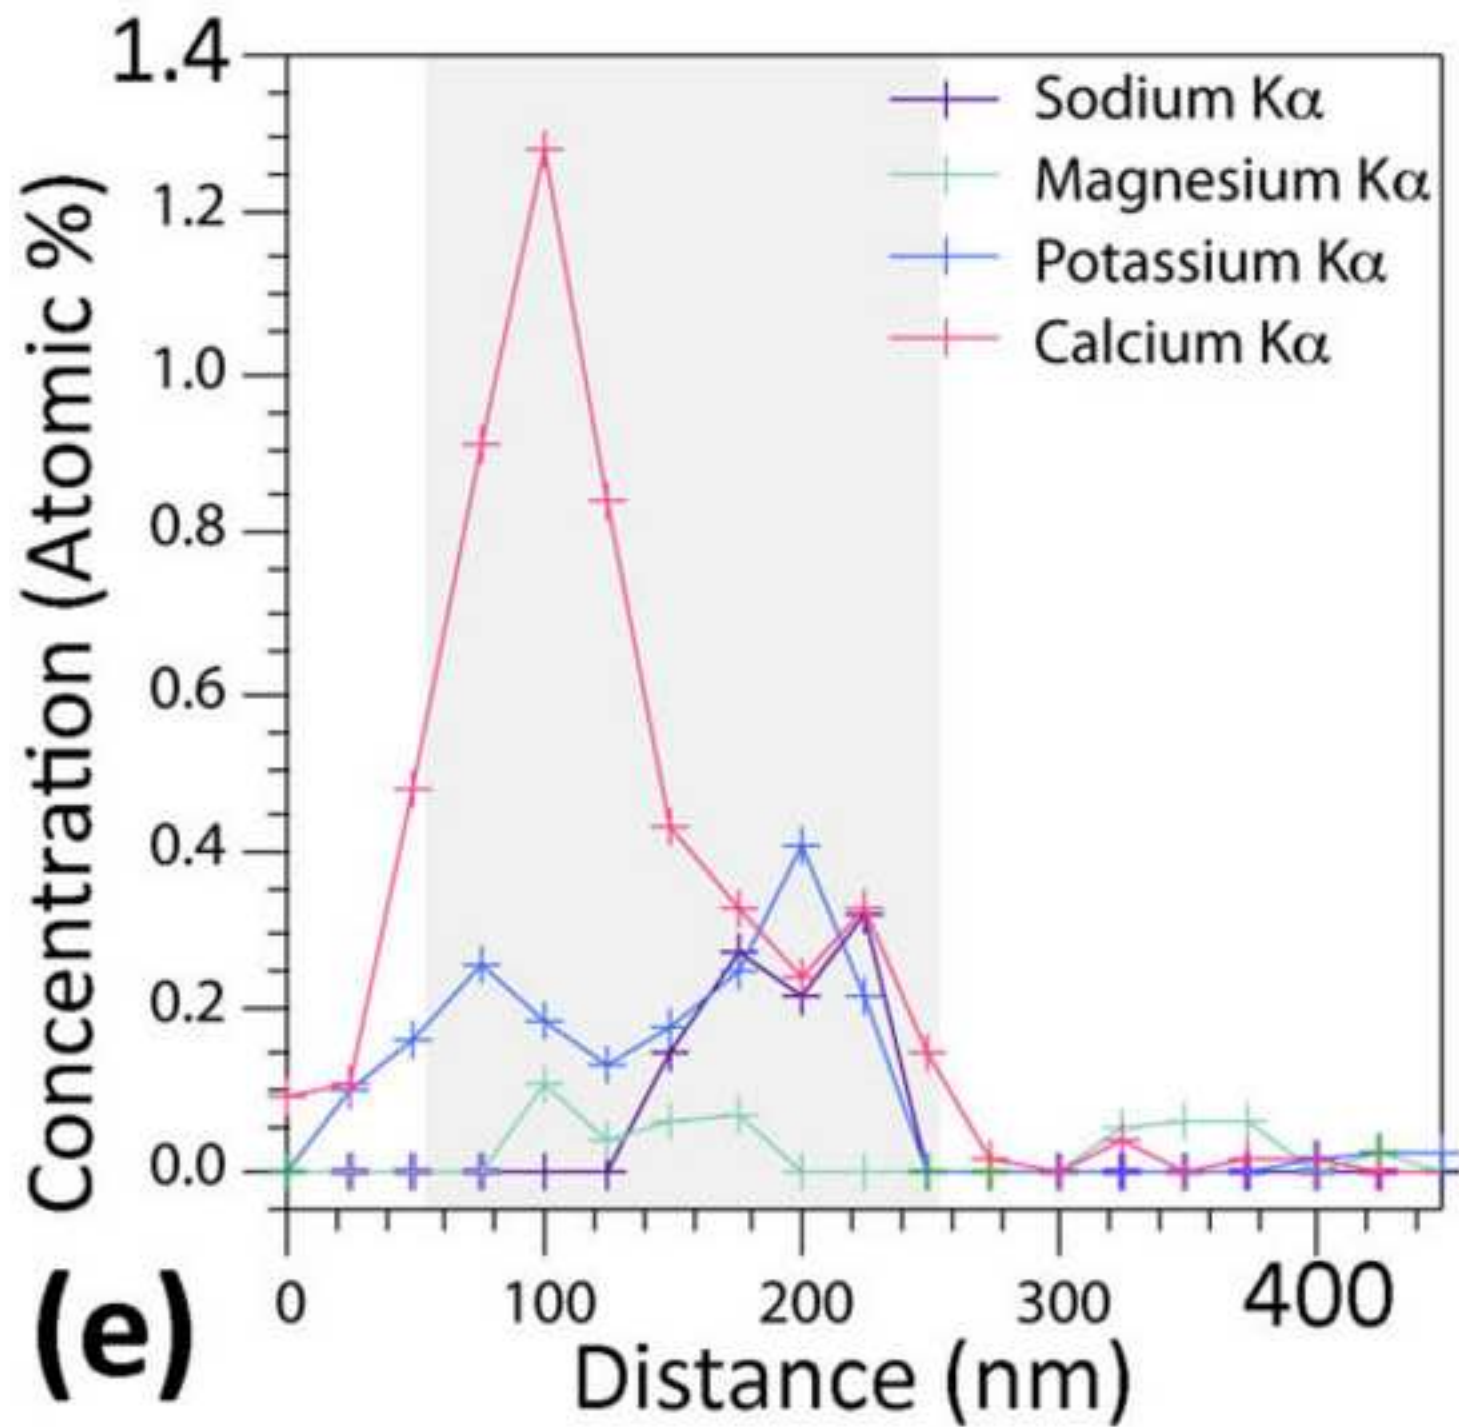 1.4
1.2
1.0
0.8
0.6
0.4
0.2
0.0
Concentration (Atomic %)
Sodium Kα
Magnesium Kα
Potassium Kα
Calcium Kα
0 100 200 300 400
Distance (nm)
(e)